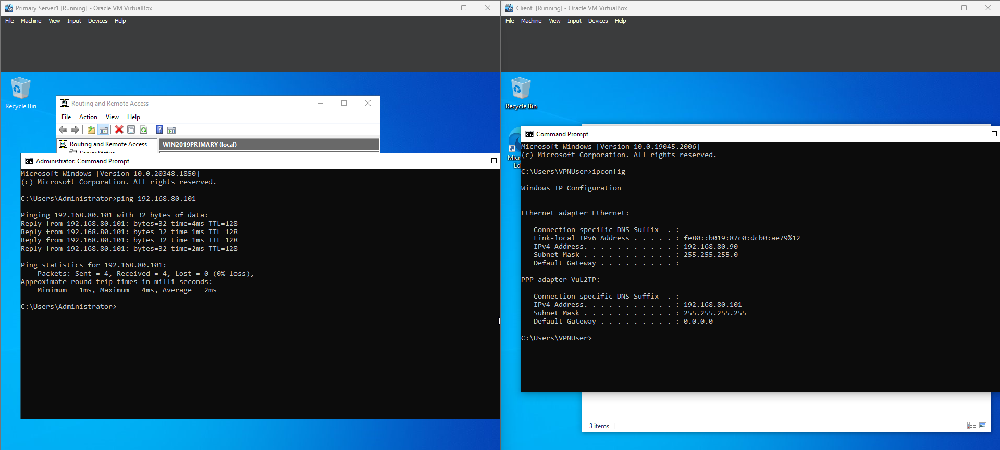 Primary Server1 [Running] - Oracle VM VirtualBox
File Machine View Input Devices Help
Recycle Bin
Routing and Remote Access
File Action View Help
Routing and Remote Access
WIN2019PRIMARY (local)
Server Status
Administrator: Command Prompt
Microsoft Windows [Version 10.0.20348.1850]
(c) Microsoft Corporation. All rights reserved.
C:\Users\Administrator>ping 192.168.80.101
Pinging 192.168.80.101 with 32 bytes of data:
Reply from 192.168.80.101: bytes=32 time=4ms TTL=128
Reply from 192.168.80.101: bytes=32 time=1ms TTL=128
Reply from 192.168.80.101: bytes=32 time=1ms TTL=128
Reply from 192.168.80.101: bytes=32 time=2ms TTL=128
Ping statistics for 192.168.80.101:
    Packets: Sent = 4, Received = 4, Lost = 0 (0% loss),
Approximate round trip times in milli-seconds:
    Minimum = 1ms, Maximum = 4ms, Average = 2ms
C:\Users\Administrator>
Client [Running] - Oracle VM VirtualBox
File Machine View Input Devices Help
Recycle Bin
Micr
Ed
Command Prompt
Microsoft Windows [Version 10.0.19045.2006]
(c) Microsoft Corporation. All rights reserved.
C:\Users\VPNUser>ipconfig
Windows IP Configuration
Ethernet adapter Ethernet:
   Connection-specific DNS Suffix  . :
   Link-local IPv6 Address . . . . . : fe80::b019:87c0:dcb0:ae79%12
   IPv4 Address. . . . . . . . . . . : 192.168.80.90
   Subnet Mask . . . . . . . . . . . : 255.255.255.0
   Default Gateway . . . . . . . . . :
PPP adapter VuL2TP:
   Connection-specific DNS Suffix  . :
   IPv4 Address. . . . . . . . . . . : 192.168.80.101
   Subnet Mask . . . . . . . . . . . : 255.255.255.255
   Default Gateway . . . . . . . . . : 0.0.0.0
C:\Users\VPNUser>
3 items